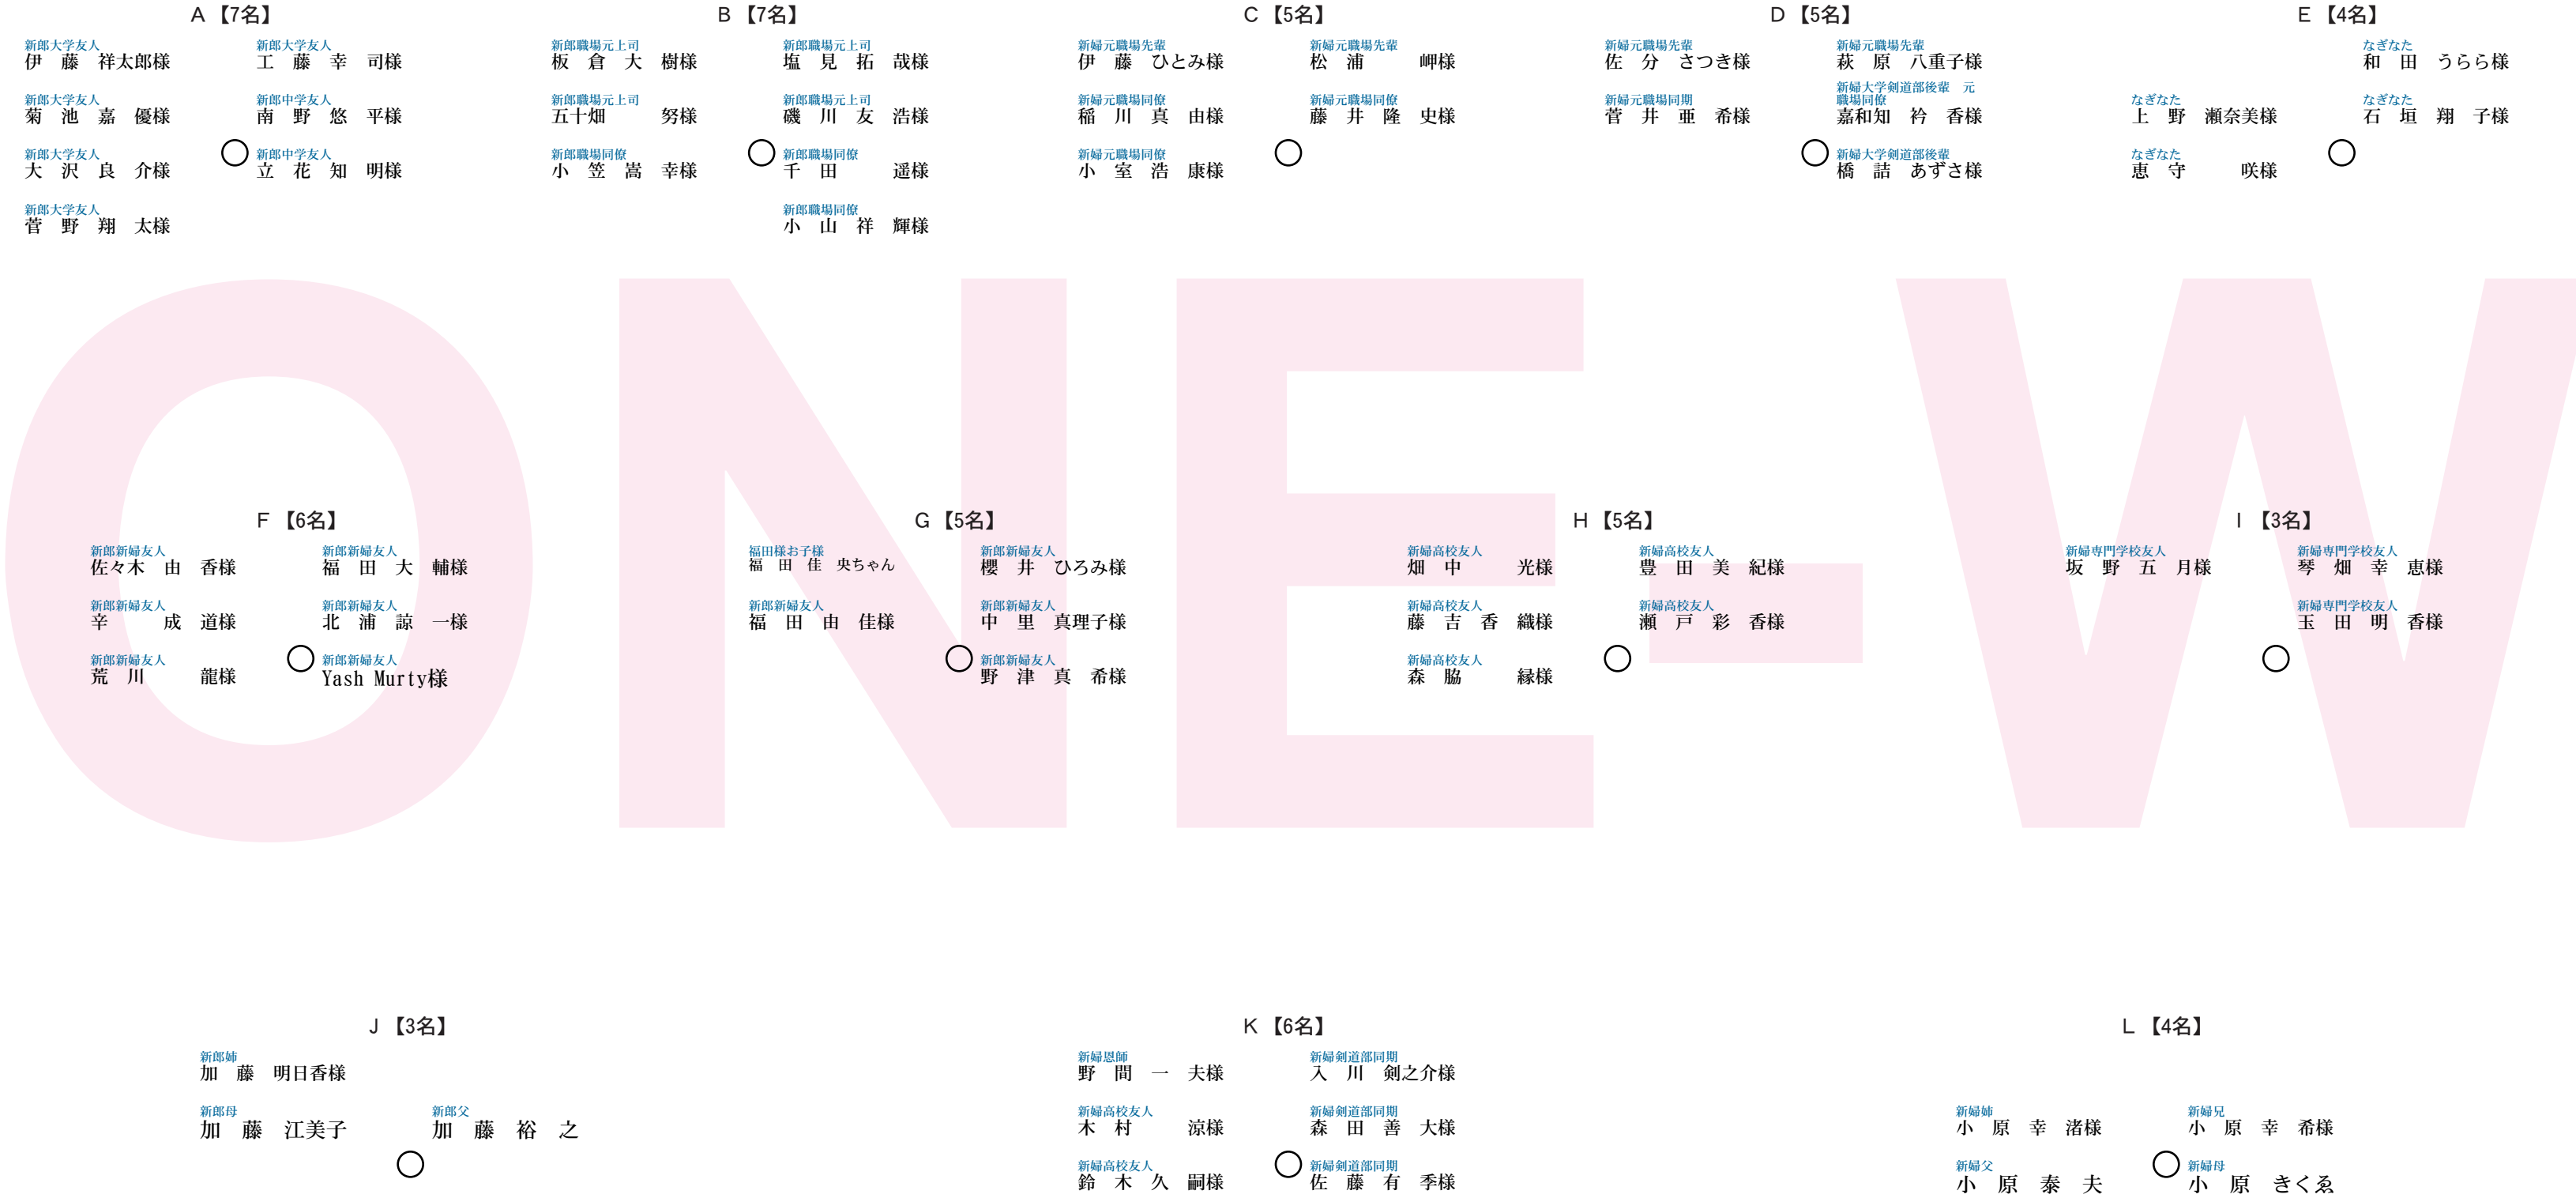 A 【7名】
新郎大学友人
伊　藤　祥太郎様
新郎大学友人
工　藤　幸　司様
新郎大学友人
菊　池　嘉　優様
新郎中学友人
南　野　悠　平様
新郎大学友人
大　沢　良　介様
新郎中学友人
立　花　知　明様
新郎大学友人
菅　野　翔　太様
B 【7名】
新郎職場元上司
板　倉　大　樹様
新郎職場元上司
塩　見　拓　哉様
新郎職場元上司
五十畑　　　努様
新郎職場元上司
磯　川　友　浩様
新郎職場同僚
小　笠　嵩　幸様
新郎職場同僚
千　田　　　遥様
新郎職場同僚
小　山　祥　輝様
C 【5名】
新婦元職場先輩
伊　藤　ひとみ様
新婦元職場先輩
松　浦　　　岬様
新婦元職場同僚
稲　川　真　由様
新婦元職場同僚
藤　井　隆　史様
新婦元職場同僚
小　室　浩　康様
D 【5名】
新婦元職場先輩
佐　分　さつき様
新婦元職場先輩
萩　原　八重子様
新婦元職場同期
菅　井　亜　希様
新婦大学剣道部後輩　元
職場同僚
嘉和知　衿　香様
新婦大学剣道部後輩
橋　詰　あずさ様
E 【4名】
なぎなた
和　田　うらら様
なぎなた
上　野　瀬奈美様
なぎなた
石　垣　翔　子様
なぎなた
恵　守　　　咲様
ONE-W
F 【6名】
新郎新婦友人
佐々木　由　香様
新郎新婦友人
福　田　大　輔様
新郎新婦友人
辛　　　成　道様
新郎新婦友人
北　浦　諒　一様
新郎新婦友人
荒　川　　　龍様
新郎新婦友人
Yash Murty様
G 【5名】
福田様お子様
福　田　佳　央ちゃん
新郎新婦友人
櫻　井　ひろみ様
新郎新婦友人
福　田　由　佳様
新郎新婦友人
中　里　真理子様
新郎新婦友人
野　津　真　希様
H 【5名】
新婦高校友人
畑　中　　　光様
新婦高校友人
豊　田　美　紀様
新婦高校友人
藤　吉　香　織様
新婦高校友人
瀬　戸　彩　香様
新婦高校友人
森　脇　　　縁様
I 【3名】
新婦専門学校友人
坂　野　五　月様
新婦専門学校友人
琴　畑　幸　恵様
新婦専門学校友人
玉　田　明　香様
J 【3名】
新郎姉
加　藤　明日香様
新郎母
加　藤　江美子
新郎父
加　藤　裕　之
K 【6名】
新婦恩師
野　間　一　夫様
新婦剣道部同期
入　川　剣之介様
新婦高校友人
木　村　　　涼様
新婦剣道部同期
森　田　善　大様
新婦高校友人
鈴　木　久　嗣様
新婦剣道部同期
佐　藤　有　季様
L 【4名】
新婦姉
小　原　幸　渚様
新婦兄
小　原　幸　希様
新婦父
小　原　泰　夫
新婦母
小　原　きくゑ